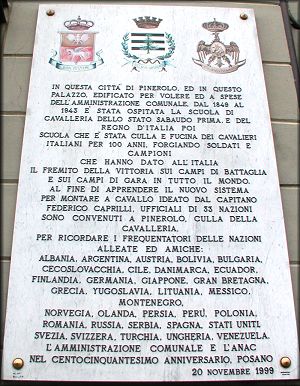 IN QUESTA CITTA' DI PINEROLO, ED IN QUESTO
PALAZZO, EDIFICATO PER VOLERE ED A SPESE
DELL'AMMINISTRAZIONE COMUNALE, DAL 1849 AL
1943 E' STATA OSPITATA LA SCUOLA DI
CAVALLERIA DELLO STATO SABAUDO PRIMA, E DEL
REGNO D'ITALIA POI
SCUOLA CHE E' STATA CULLA E FUCINA DEI CAVALIERI
ITALIANI PER 100 ANNI, FORGIANDO SOLDATI E
CAMPIONI
CHE HANNO DATO ALL'ITALIA
IL FREMITO DELLA VITTORIA SUI CAMPI DI BATTAGLIA
E SUI CAMPI DI GARA IN TUTTO IL MONDO.
AL FINE DI APPRENDERE IL NUOVO SISTEMA
PER MONTARE A CAVALLO IDEATO DAL CAPITANO
FEDERICO CAPRILLI, UFFICIALI DI 33 NAZIONI
SONO CONVENUTI A PINEROLO, CULLA DELLA
CAVALLERIA.
PER RICORDARE I FREQUENTATORI DELLE NAZIONI
ALLEATE ED AMICHE:
ALBANIA, ARGENTINA, AUSTRIA, BOLIVIA, BULGARIA,
CECOSLOVACCHIA, CILE, DANIMARCA, ECUADOR,
FINLANDIA, GERMANIA, GIAPPONE, GRAN BRETAGNA,
GRECIA, YUGOSLAVIA, LITUANIA, MESSICO,
MONTENEGRO,
NORVEGIA, OLANDA, PERSIA, PERU', POLONIA,
ROMANIA, RUSSIA, SERBIA, SPAGNA, STATI UNITI,
SVEZIA, SVIZZERA, TURCHIA, UNGHERIA, VENEZUELA,
L'AMMINISTRAZIONE COMUNALE E L'ANAC
NEL CENTOCINQUANTESIMO ANNIVERSARIO, POSANO
20 NOVEMBRE 1999